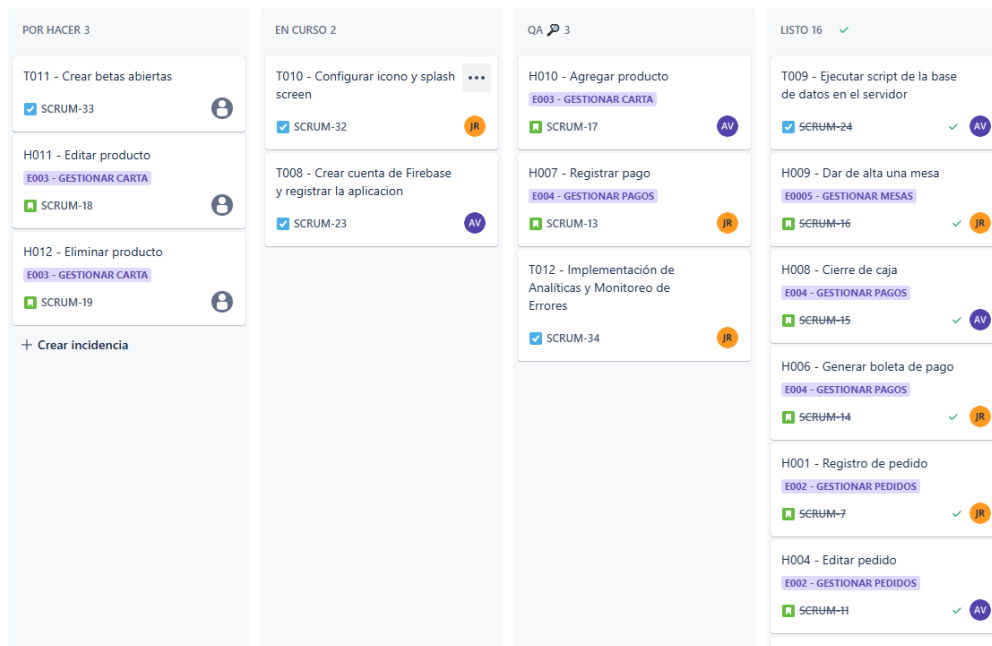 POR HACER 3
T011 - Crear betas abiertas
SCRUM-33
H011 - Editar producto
E003 - GESTIONAR CARTA
SCRUM-18
H012 - Eliminar producto
E003 - GESTIONAR CARTA
SCRUM-19
+ Crear incidencia
EN CURSO 2
T010 - Configurar icono y splash
screen
SCRUM-32
JR
T008 - Crear cuenta de Firebase
y registrar la aplicacion
SCRUM-23
AV
QA 🔎 3
H010 - Agregar producto
E003 - GESTIONAR CARTA
SCRUM-17
AV
H007 - Registrar pago
E004 - GESTIONAR PAGOS
SCRUM-13
JR
T012 - Implementación de
Analíticas y Monitoreo de
Errores
SCRUM-34
JR
LISTO 16
T009 - Ejecutar script de la base
de datos en el servidor
SCRUM-24
AV
H009 - Dar de alta una mesa
E0005 - GESTIONAR MESAS
SCRUM-16
JR
H008 - Cierre de caja
E004 - GESTIONAR PAGOS
SCRUM-15
AV
H006 - Generar boleta de pago
E004 - GESTIONAR PAGOS
SCRUM-14
JR
H001 - Registro de pedido
E002 - GESTIONAR PEDIDOS
SCRUM-7
JR
H004 - Editar pedido
E002 - GESTIONAR PEDIDOS
SCRUM-11
AV